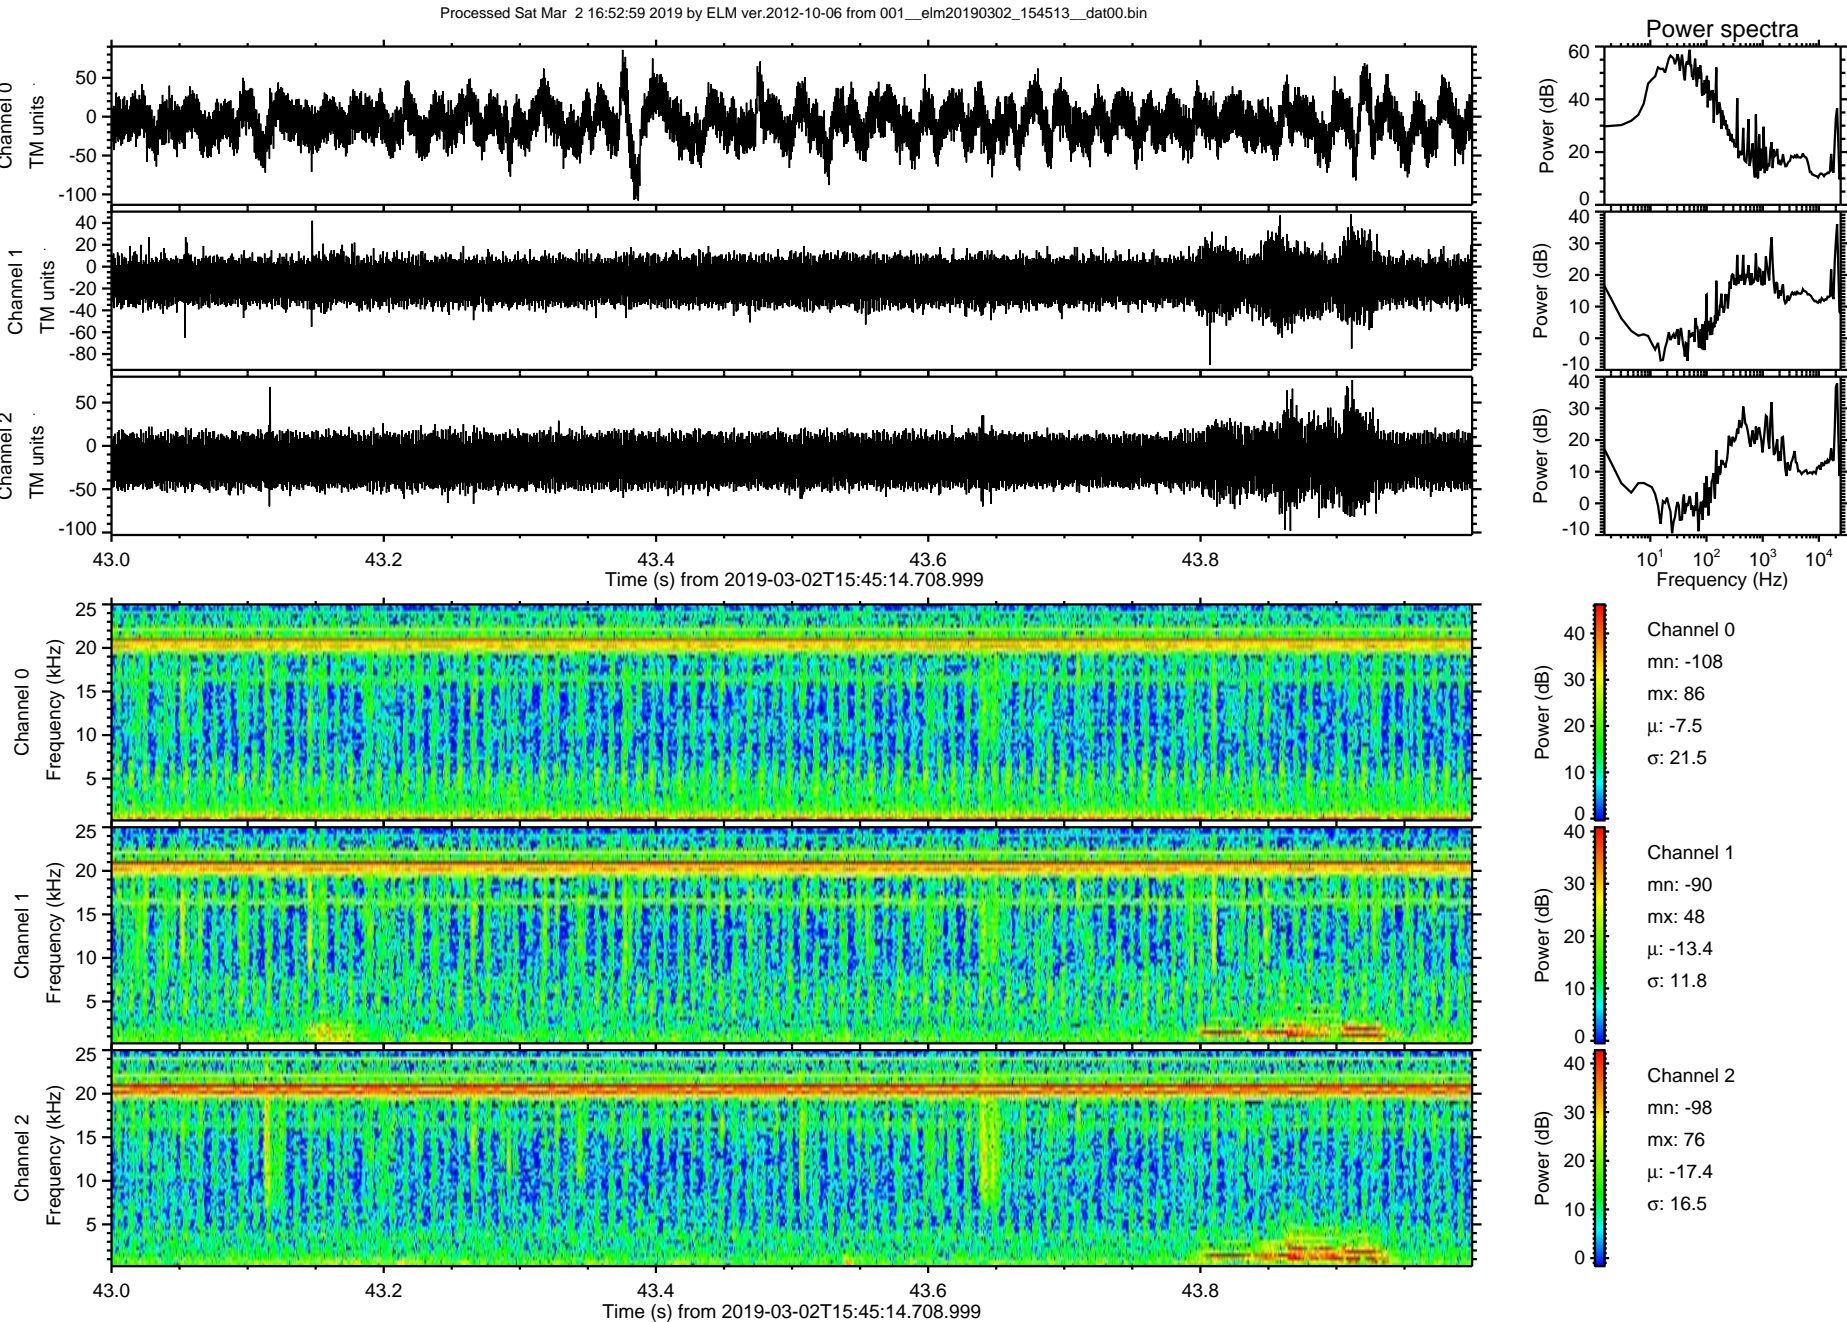 Processed Sat Mar 2 16:52:59 2019 by ELM ver.2012-10-06 from 001__elm20190302_154513__dat00.bin
Power spectra
Channel 0
TM units
50
0
-50
-100
Power (dB)
60
40
20
0
Channel 1
TM units
40
20
0
-20
-40
-60
-80
Power (dB)
40
30
20
10
0
-10
Channel 2
TM units
50
0
-50
-100
Power (dB)
40
30
20
10
0
-10
43.0 43.2 43.4 43.6 43.8
Time (s) from 2019-03-02T15:45:14.708.999
10¹ 10² 10³ 10⁴
Frequency (Hz)
Channel 0
Frequency (kHz)
25
20
15
10
5
Power (dB)
40
30
20
10
0
Channel 0
mn: -108
mx: 86
μ: -7.5
σ: 21.5
Channel 1
Frequency (kHz)
25
20
15
10
5
Power (dB)
40
30
20
10
0
Channel 1
mn: -90
mx: 48
μ: -13.4
σ: 11.8
Channel 2
Frequency (kHz)
25
20
15
10
5
Power (dB)
40
30
20
10
0
Channel 2
mn: -98
mx: 76
μ: -17.4
σ: 16.5
43.0 43.2 43.4 43.6 43.8
Time (s) from 2019-03-02T15:45:14.708.999